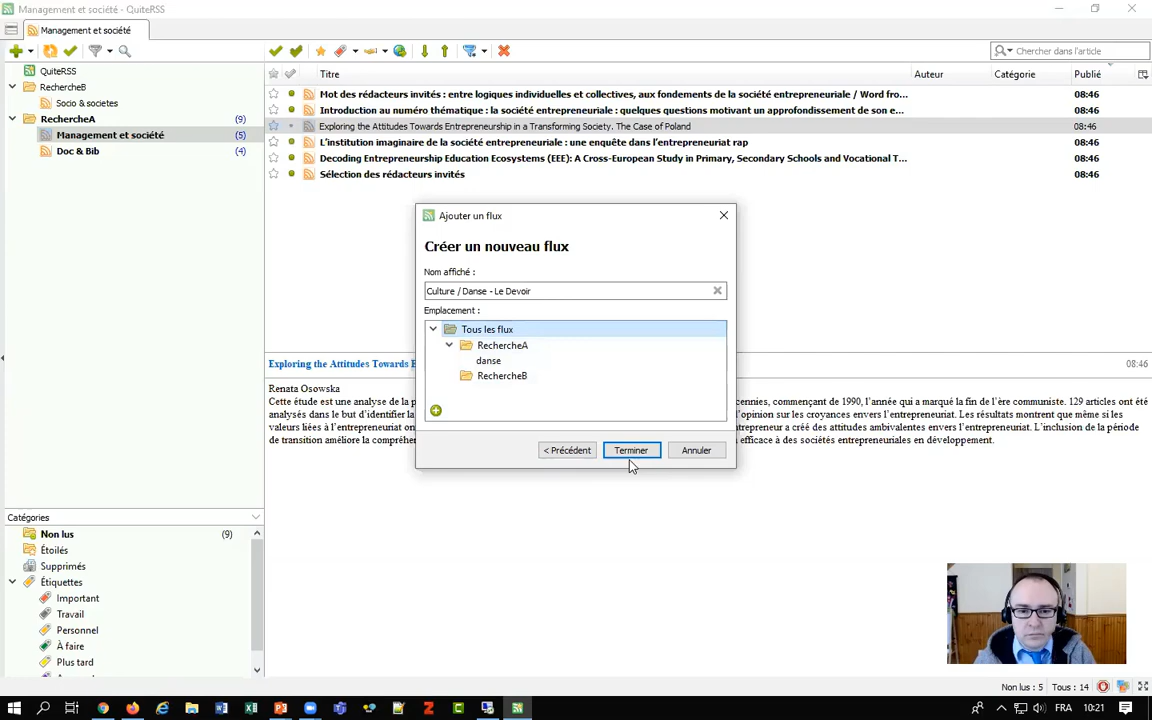 Management et société - QuiteRSS
Management et société
Chercher dans l'article
QuiteRSS
RechercheB
Socio & societes
RechercheA (9)
Management et société (5)
Doc & Bib (4)
Titre Auteur Catégorie Publié
Mot des rédacteurs invités : entre logiques individuelles et collectives, aux fondements de la société entrepreneuriale / Word fro... 08:46
Introduction au numéro thématique : la société entrepreneuriale : quelques questions motivant un approfondissement de son e... 08:46
Exploring the Attitudes Towards Entrepreneurship in a Transforming Society. The Case of Poland 08:46
L'institution imaginaire de la société entrepreneuriale : une enquête dans l'entrepreneuriat rap 08:46
Decoding Entrepreneurship Education Ecosystems (EEE): A Cross-European Study in Primary, Secondary Schools and Vocational T... 08:46
Sélection des rédacteurs invités 08:46
Ajouter un flux
Créer un nouveau flux
Nom affiché :
Culture / Danse - Le Devoir
Emplacement :
Tous les flux
RechercheA
danse
RechercheB
< Précédent Terminer Annuler
Exploring the Attitudes Towards E 08:46
Renata Osowska
Cette étude est une analyse de la p cennies, commençant de 1990, l'année qui a marqué la fin de l'ère communiste. 129 articles ont été
analysés dans le but d'identifier la l'opinion sur les croyances envers l'entrepreneuriat. Les résultats montrent que même si les
valeurs liées à l'entrepreneuriat on repreneur a créé des attitudes ambivalentes envers l'entrepreneuriat. L'inclusion de la période
de transition améliore la compréhen efficace à des sociétés entrepreneuriales en développement.
Catégories
Non lus (9)
Étoilés
Supprimés
Étiquettes
Important
Travail
Personnel
À faire
Plus tard
Non lus : 5 Tous : 14
FRA 10:21